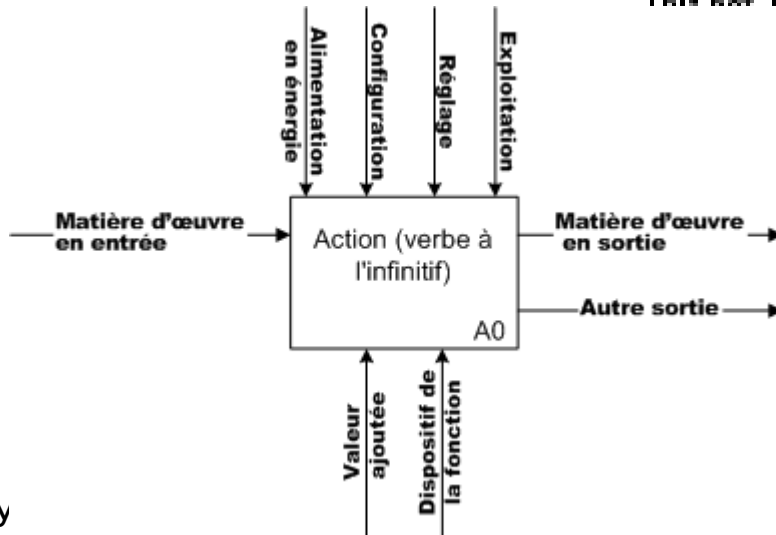 Alimentation
en énergie
Configuration
Réglage
Exploitation
Matière d'œuvre
en entrée
Action (verbe à
l'infinitif)
A0
Matière d'œuvre
en sortie
Autre sortie
Valeur
ajoutée
Dispositif de
la fonction
y